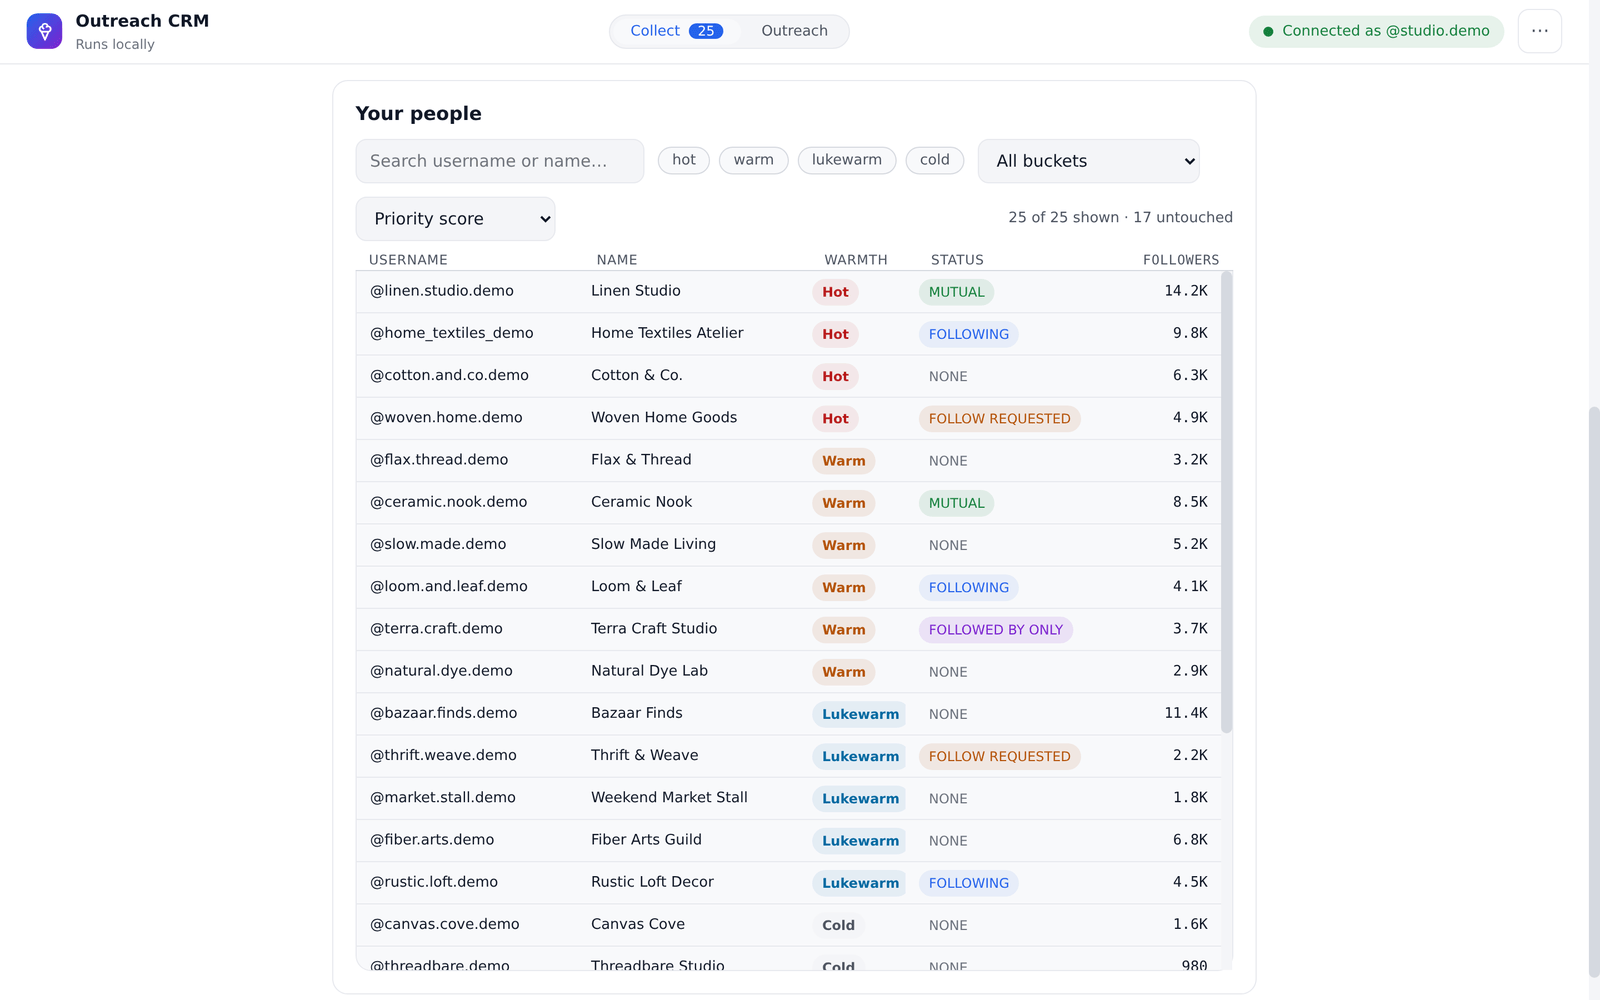 Outreach CRM
Runs locally
Collect 25 Outreach
Connected as @studio.demo ···
Your people
Search username or name... hot warm lukewarm cold All buckets
Priority score 25 of 25 shown · 17 untouched
USERNAME NAME WARMTH STATUS FOLLOWERS
@linen.studio.demo Linen Studio Hot MUTUAL 14.2K
@home_textiles_demo Home Textiles Atelier Hot FOLLOWING 9.8K
@cotton.and.co.demo Cotton & Co. Hot NONE 6.3K
@woven.home.demo Woven Home Goods Hot FOLLOW REQUESTED 4.9K
@flax.thread.demo Flax & Thread Warm NONE 3.2K
@ceramic.nook.demo Ceramic Nook Warm MUTUAL 8.5K
@slow.made.demo Slow Made Living Warm NONE 5.2K
@loom.and.leaf.demo Loom & Leaf Warm FOLLOWING 4.1K
@terra.craft.demo Terra Craft Studio Warm FOLLOWED BY ONLY 3.7K
@natural.dye.demo Natural Dye Lab Warm NONE 2.9K
@bazaar.finds.demo Bazaar Finds Lukewarm NONE 11.4K
@thrift.weave.demo Thrift & Weave Lukewarm FOLLOW REQUESTED 2.2K
@market.stall.demo Weekend Market Stall Lukewarm NONE 1.8K
@fiber.arts.demo Fiber Arts Guild Lukewarm NONE 6.8K
@rustic.loft.demo Rustic Loft Decor Lukewarm FOLLOWING 4.5K
@canvas.cove.demo Canvas Cove Cold NONE 1.6K
@threadbare.demo Threadbare Studio Cold NONE 980